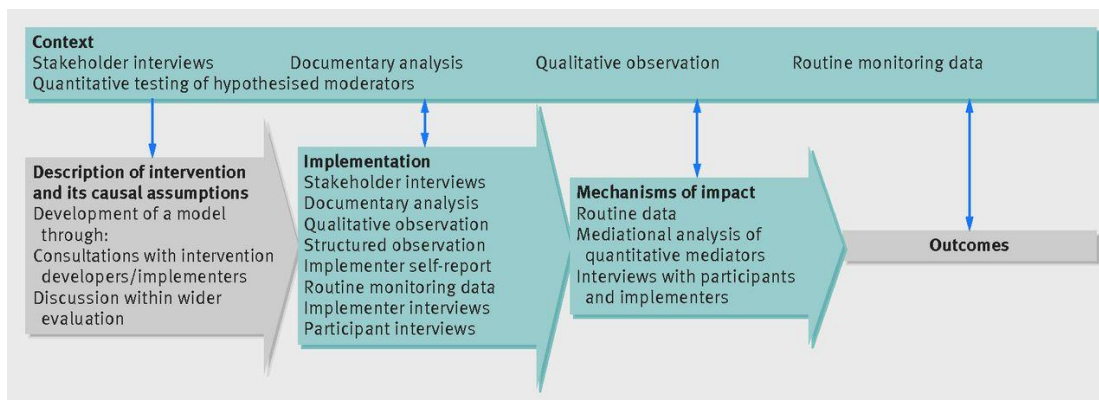 Context
Stakeholder interviews Documentary analysis Qualitative observation Routine monitoring data
Quantitative testing of hypothesised moderators
Description of intervention
and its causal assumptions
Development of a model
through:
Consultations with intervention
developers/implementers
Discussion within wider
evaluation
Implementation
Stakeholder interviews
Documentary analysis
Qualitative observation
Structured observation
Implementer self-report
Routine monitoring data
Implementer interviews
Participant interviews
Mechanisms of impact
Routine data
Mediational analysis of
quantitative mediators
Interviews with participants
and implementers
Outcomes